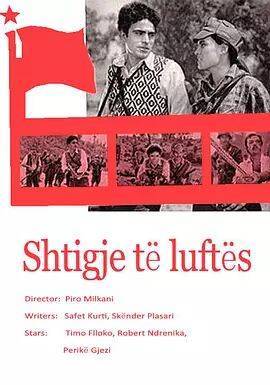 Shtigje të luftës
Director: Piro Milkani
Writers: Safet Kurti, Skënder Plasari
Stars: Timo Flloko, Robert Ndrenika,
Perikë Gjezi